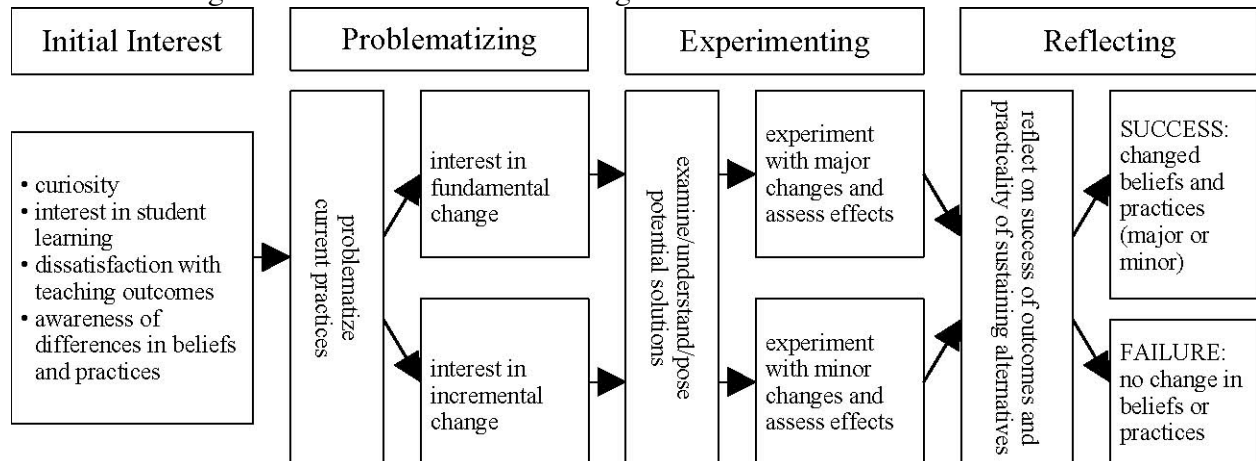 Initial Interest
Problematizing
Experimenting
Reflecting
• curiosity
• interest in student
learning
• dissatisfaction with
teaching outcomes
• awareness of
differences in beliefs
and practices
problematize
current practices
interest in
fundamental
change
interest in
incremental
change
examine/understand/pose
potential solutions
experiment
with major
changes and
assess effects
experiment
with minor
changes and
assess effects
reflect on success of outcomes and
practicality of sustaining alternatives
SUCCESS:
changed
beliefs and
practices
(major or
minor)
FAILURE:
no change in
beliefs or
practices